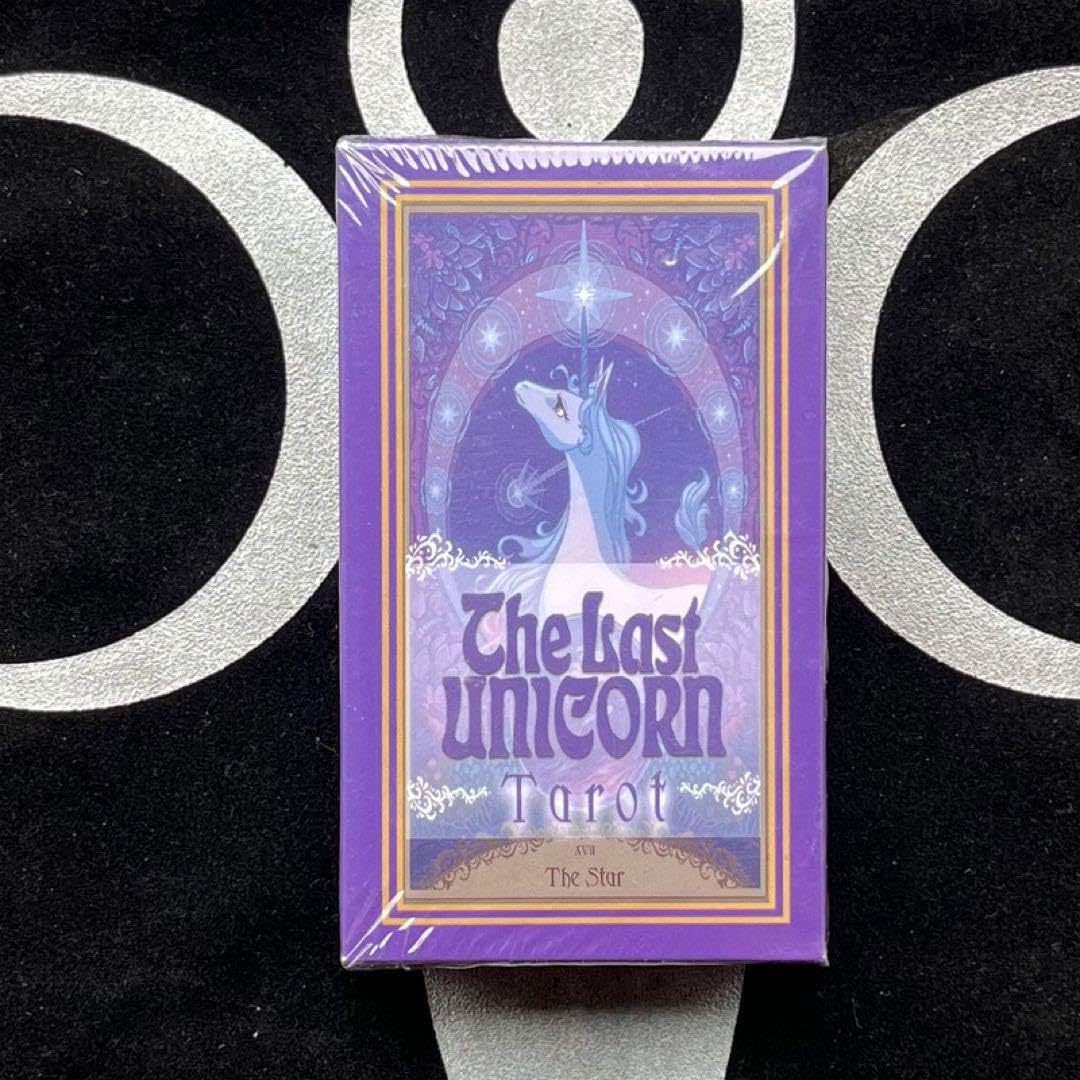 The Last
UNICORN
Tarot
XVII
The Star